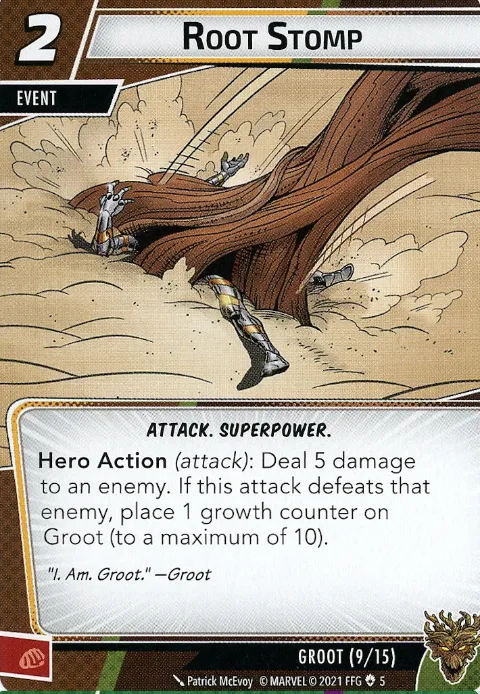 2
ROOT STOMP
EVENT
ATTACK. SUPERPOWER.
Hero Action (attack): Deal 5 damage
to an enemy. If this attack defeats that
enemy, place 1 growth counter on
Groot (to a maximum of 10).
"I. Am. Groot." —Groot
GROOT (9/15)
Patrick McEvoy © MARVEL © 2021 FFG 5